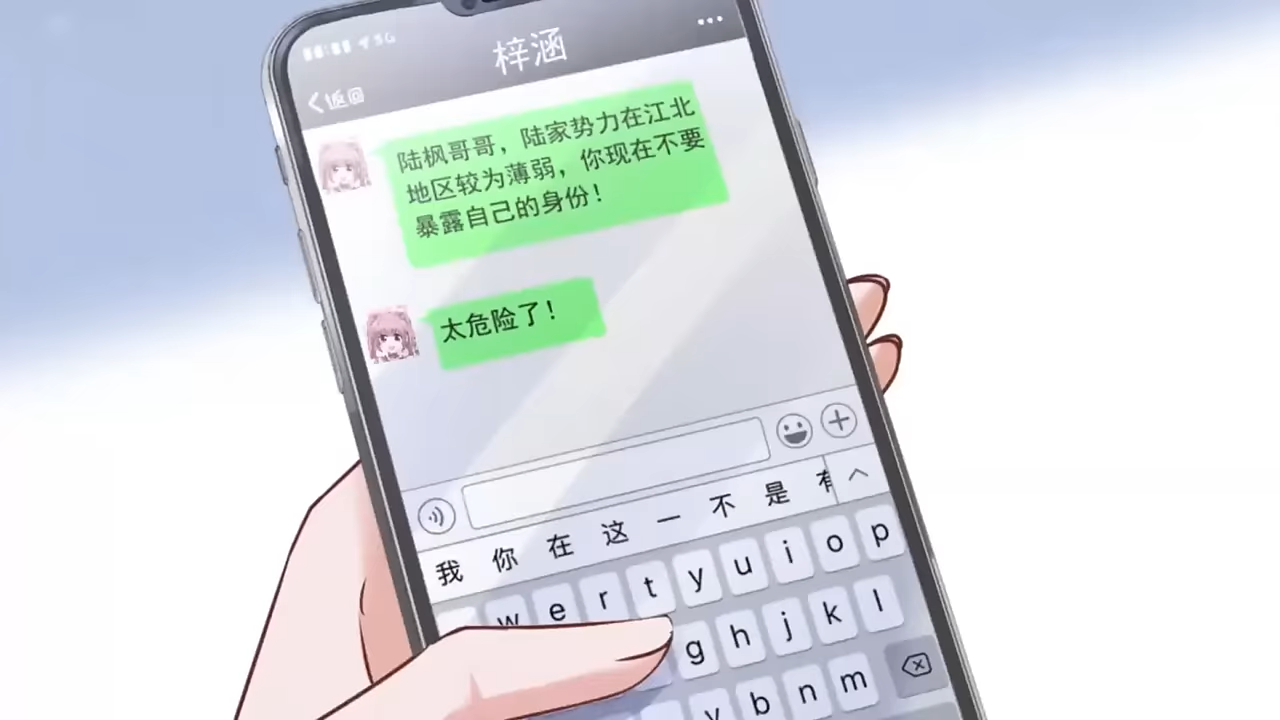 5G
梓涵
返回
陆枫哥哥，陆家势力在江北
地区较为薄弱，你现在不要
暴露自己的身份！
太危险了！
我 你 在 这 一 不 是 有
w e r t y u i o p
g h j k l
v b n m